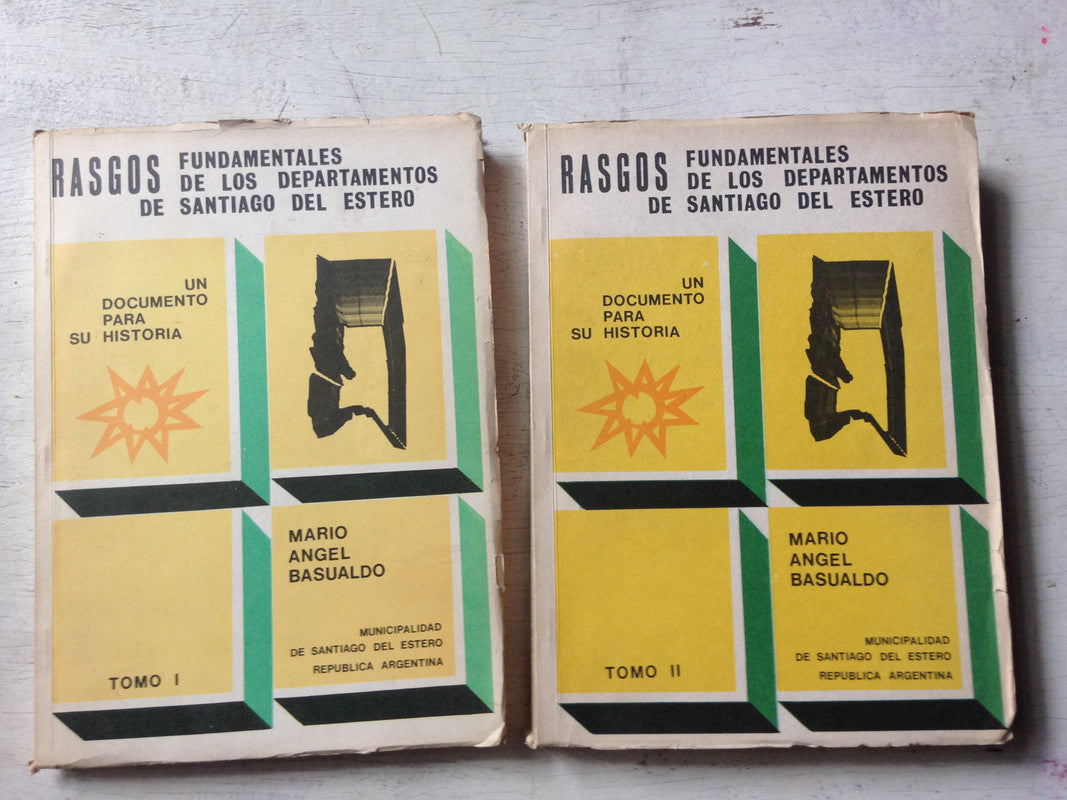 RASGOS FUNDAMENTALES
DE LOS DEPARTAMENTOS
DE SANTIAGO DEL ESTERO
UN
DOCUMENTO
PARA
SU HISTORIA
MARIO
ANGEL
BASUALDO
MUNICIPALIDAD
DE SANTIAGO DEL ESTERO
REPUBLICA ARGENTINA
TOMO I
RASGOS FUNDAMENTALES
DE LOS DEPARTAMENTOS
DE SANTIAGO DEL ESTERO
UN
DOCUMENTO
PARA
SU HISTORIA
MARIO
ANGEL
BASUALDO
MUNICIPALIDAD
DE SANTIAGO DEL ESTERO
REPUBLICA ARGENTINA
TOMO II